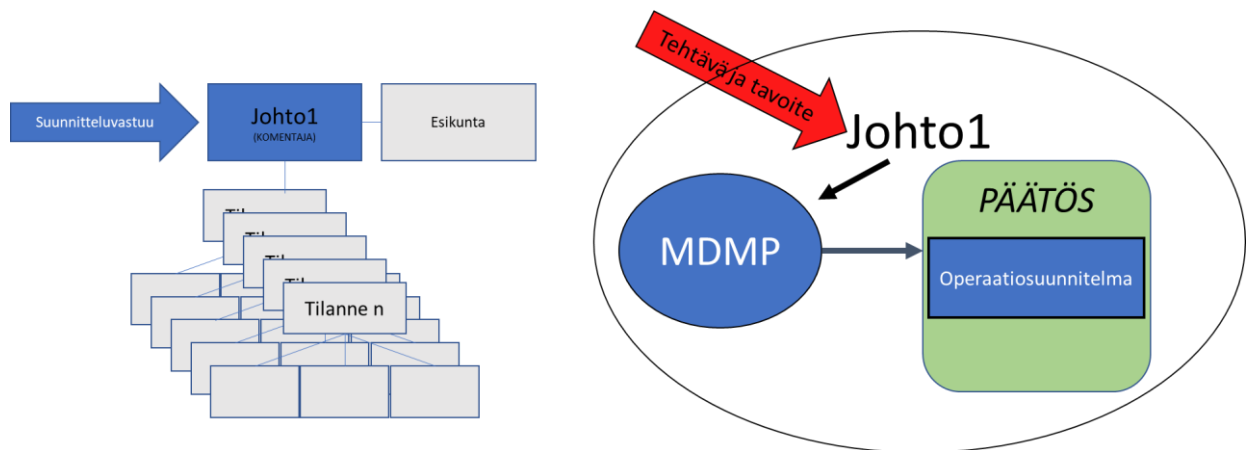 Suunnitteluvastuu
Johto1
(KOMENTAJA)
Esikunta
Tilanne n
Tehtävä ja tavoite
Johto1
MDMP
PÄÄTÖS
Operaatiosuunnitelma